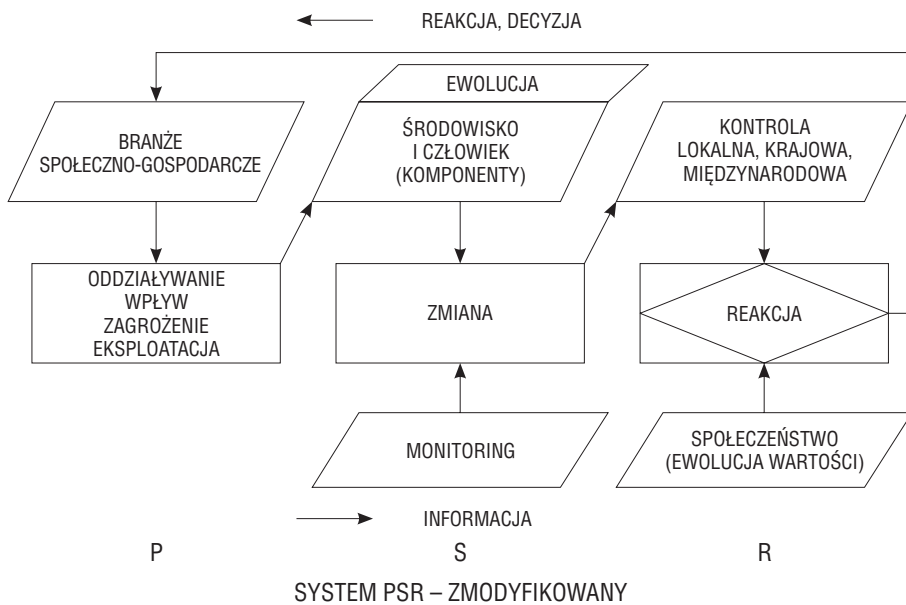 REAKCJA, DECYZJA
BRANŻE
SPOŁECZNO-GOSPODARCZE
EWOLUCJA
ŚRODOWISKO
I CZŁOWIEK
(KOMPONENTY)
KONTROLA
LOKALNA, KRAJOWA,
MIĘDZYNARODOWA
ODDZIAŁYWANIE
WPŁYW
ZAGROŻENIE
EKSPLOATACJA
ZMIANA
REAKCJA
MONITORING
SPOŁECZEŃSTWO
(EWOLUCJA WARTOŚCI)
INFORMACJA
P
S
R
SYSTEM PSR – ZMODYFIKOWANY